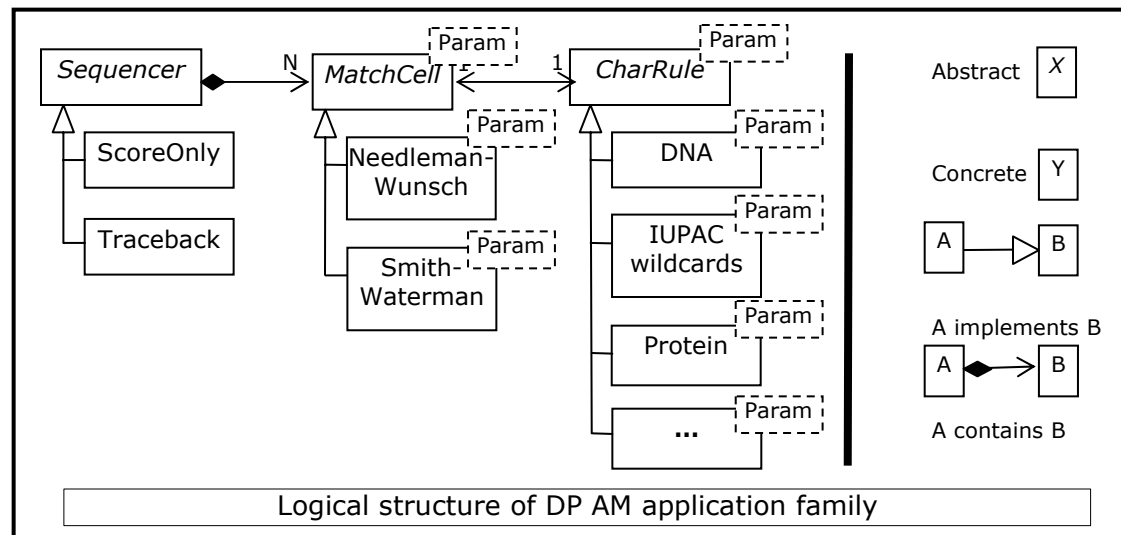 Param
Param
Sequencer
N
MatchCell
1
CharRule
Abstract
X
Param
Param
ScoreOnly
Needleman-
Wunsch
DNA
Concrete
Y
Traceback
Param
Smith-
Waterman
Param
IUPAC
wildcards
A
B
Param
Protein
A implements B
A
B
Param
...
A contains B
Logical structure of DP AM application family